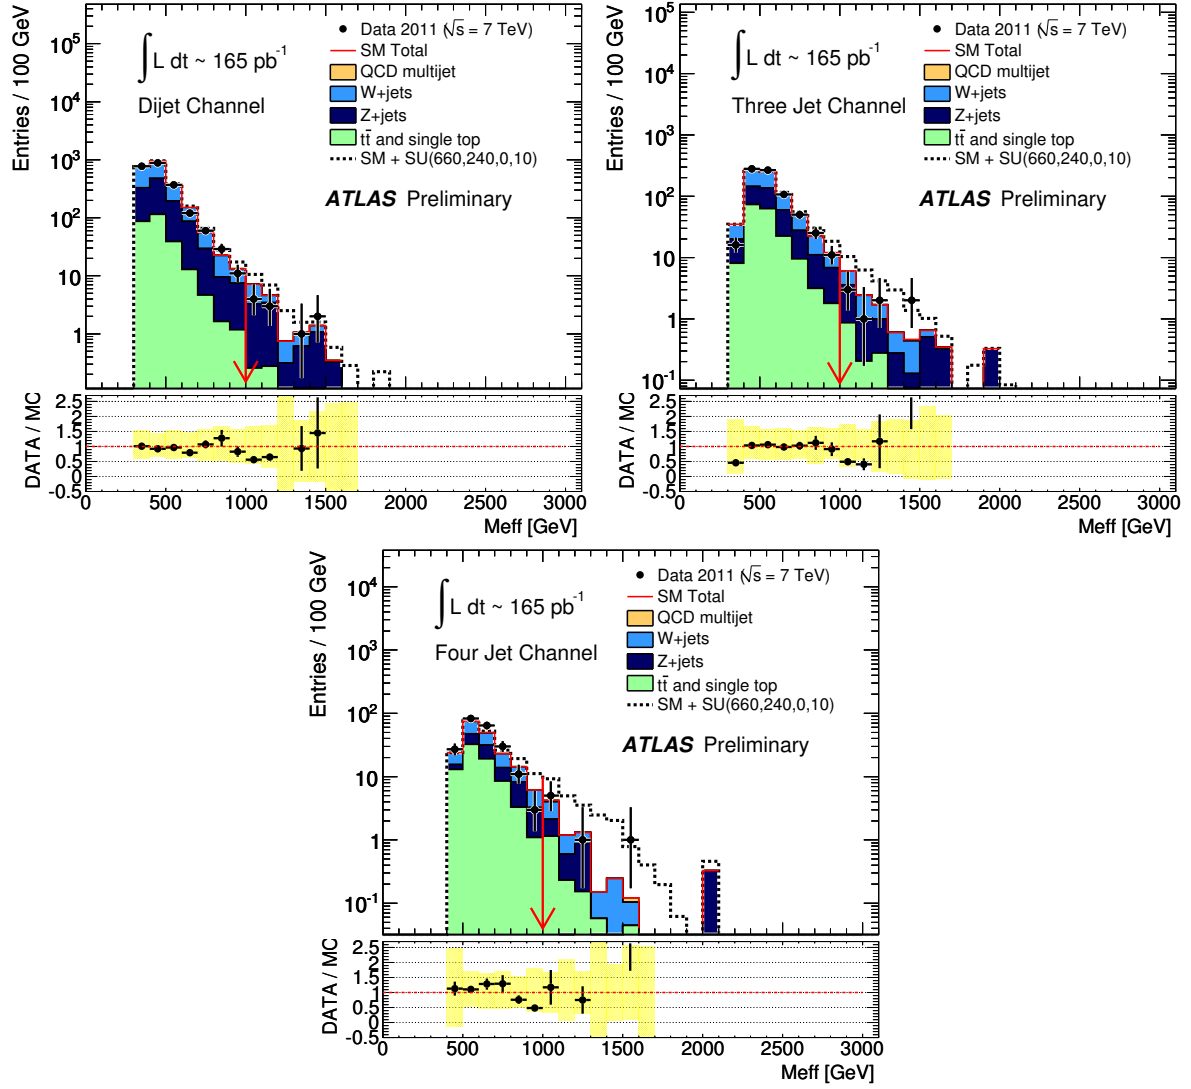 Entries / 100 GeV
10⁵
10⁴
10³
10²
10
1
∫ L dt ~ 165 pb⁻¹
Dijet Channel
Data 2011 (√s = 7 TeV)
SM Total
QCD multijet
W+jets
Z+jets
tt̄ and single top
SM + SU(660,240,0,10)
ATLAS Preliminary
DATA / MC
2.5
2
1.5
1
0.5
0
-0.5
0 500 1000 1500 2000 2500 3000
Meff [GeV]
Entries / 100 GeV
10⁵
10⁴
10³
10²
10
1
10⁻¹
∫ L dt ~ 165 pb⁻¹
Three Jet Channel
Data 2011 (√s = 7 TeV)
SM Total
QCD multijet
W+jets
Z+jets
tt̄ and single top
SM + SU(660,240,0,10)
ATLAS Preliminary
DATA / MC
2.5
2
1.5
1
0.5
0
-0.5
0 500 1000 1500 2000 2500 3000
Meff [GeV]
Entries / 100 GeV
10⁴
10³
10²
10
1
10⁻¹
∫ L dt ~ 165 pb⁻¹
Four Jet Channel
Data 2011 (√s = 7 TeV)
SM Total
QCD multijet
W+jets
Z+jets
tt̄ and single top
SM + SU(660,240,0,10)
ATLAS Preliminary
DATA / MC
2.5
2
1.5
1
0.5
0
-0.5
0 500 1000 1500 2000 2500 3000
Meff [GeV]